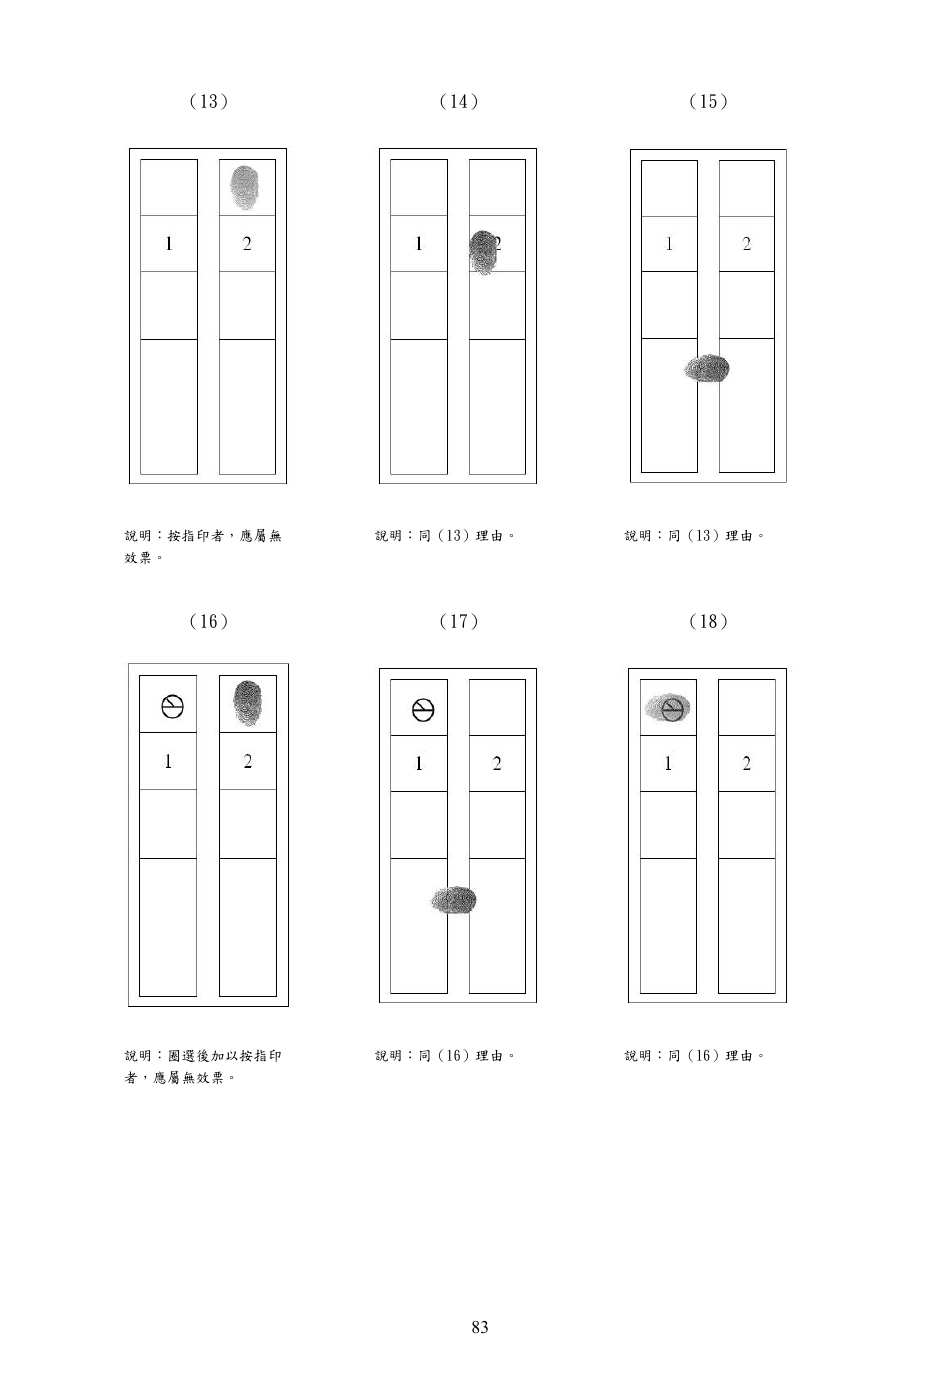 （13）
（14）
（15）
1
2
1
2
1
2
說明：按指印者，應屬無
效票。
說明：同（13）理由。
說明：同（13）理由。
（16）
（17）
（18）
1
2
1
2
1
2
說明：圈選後加以按指印
者，應屬無效票。
說明：同（16）理由。
說明：同（16）理由。
83